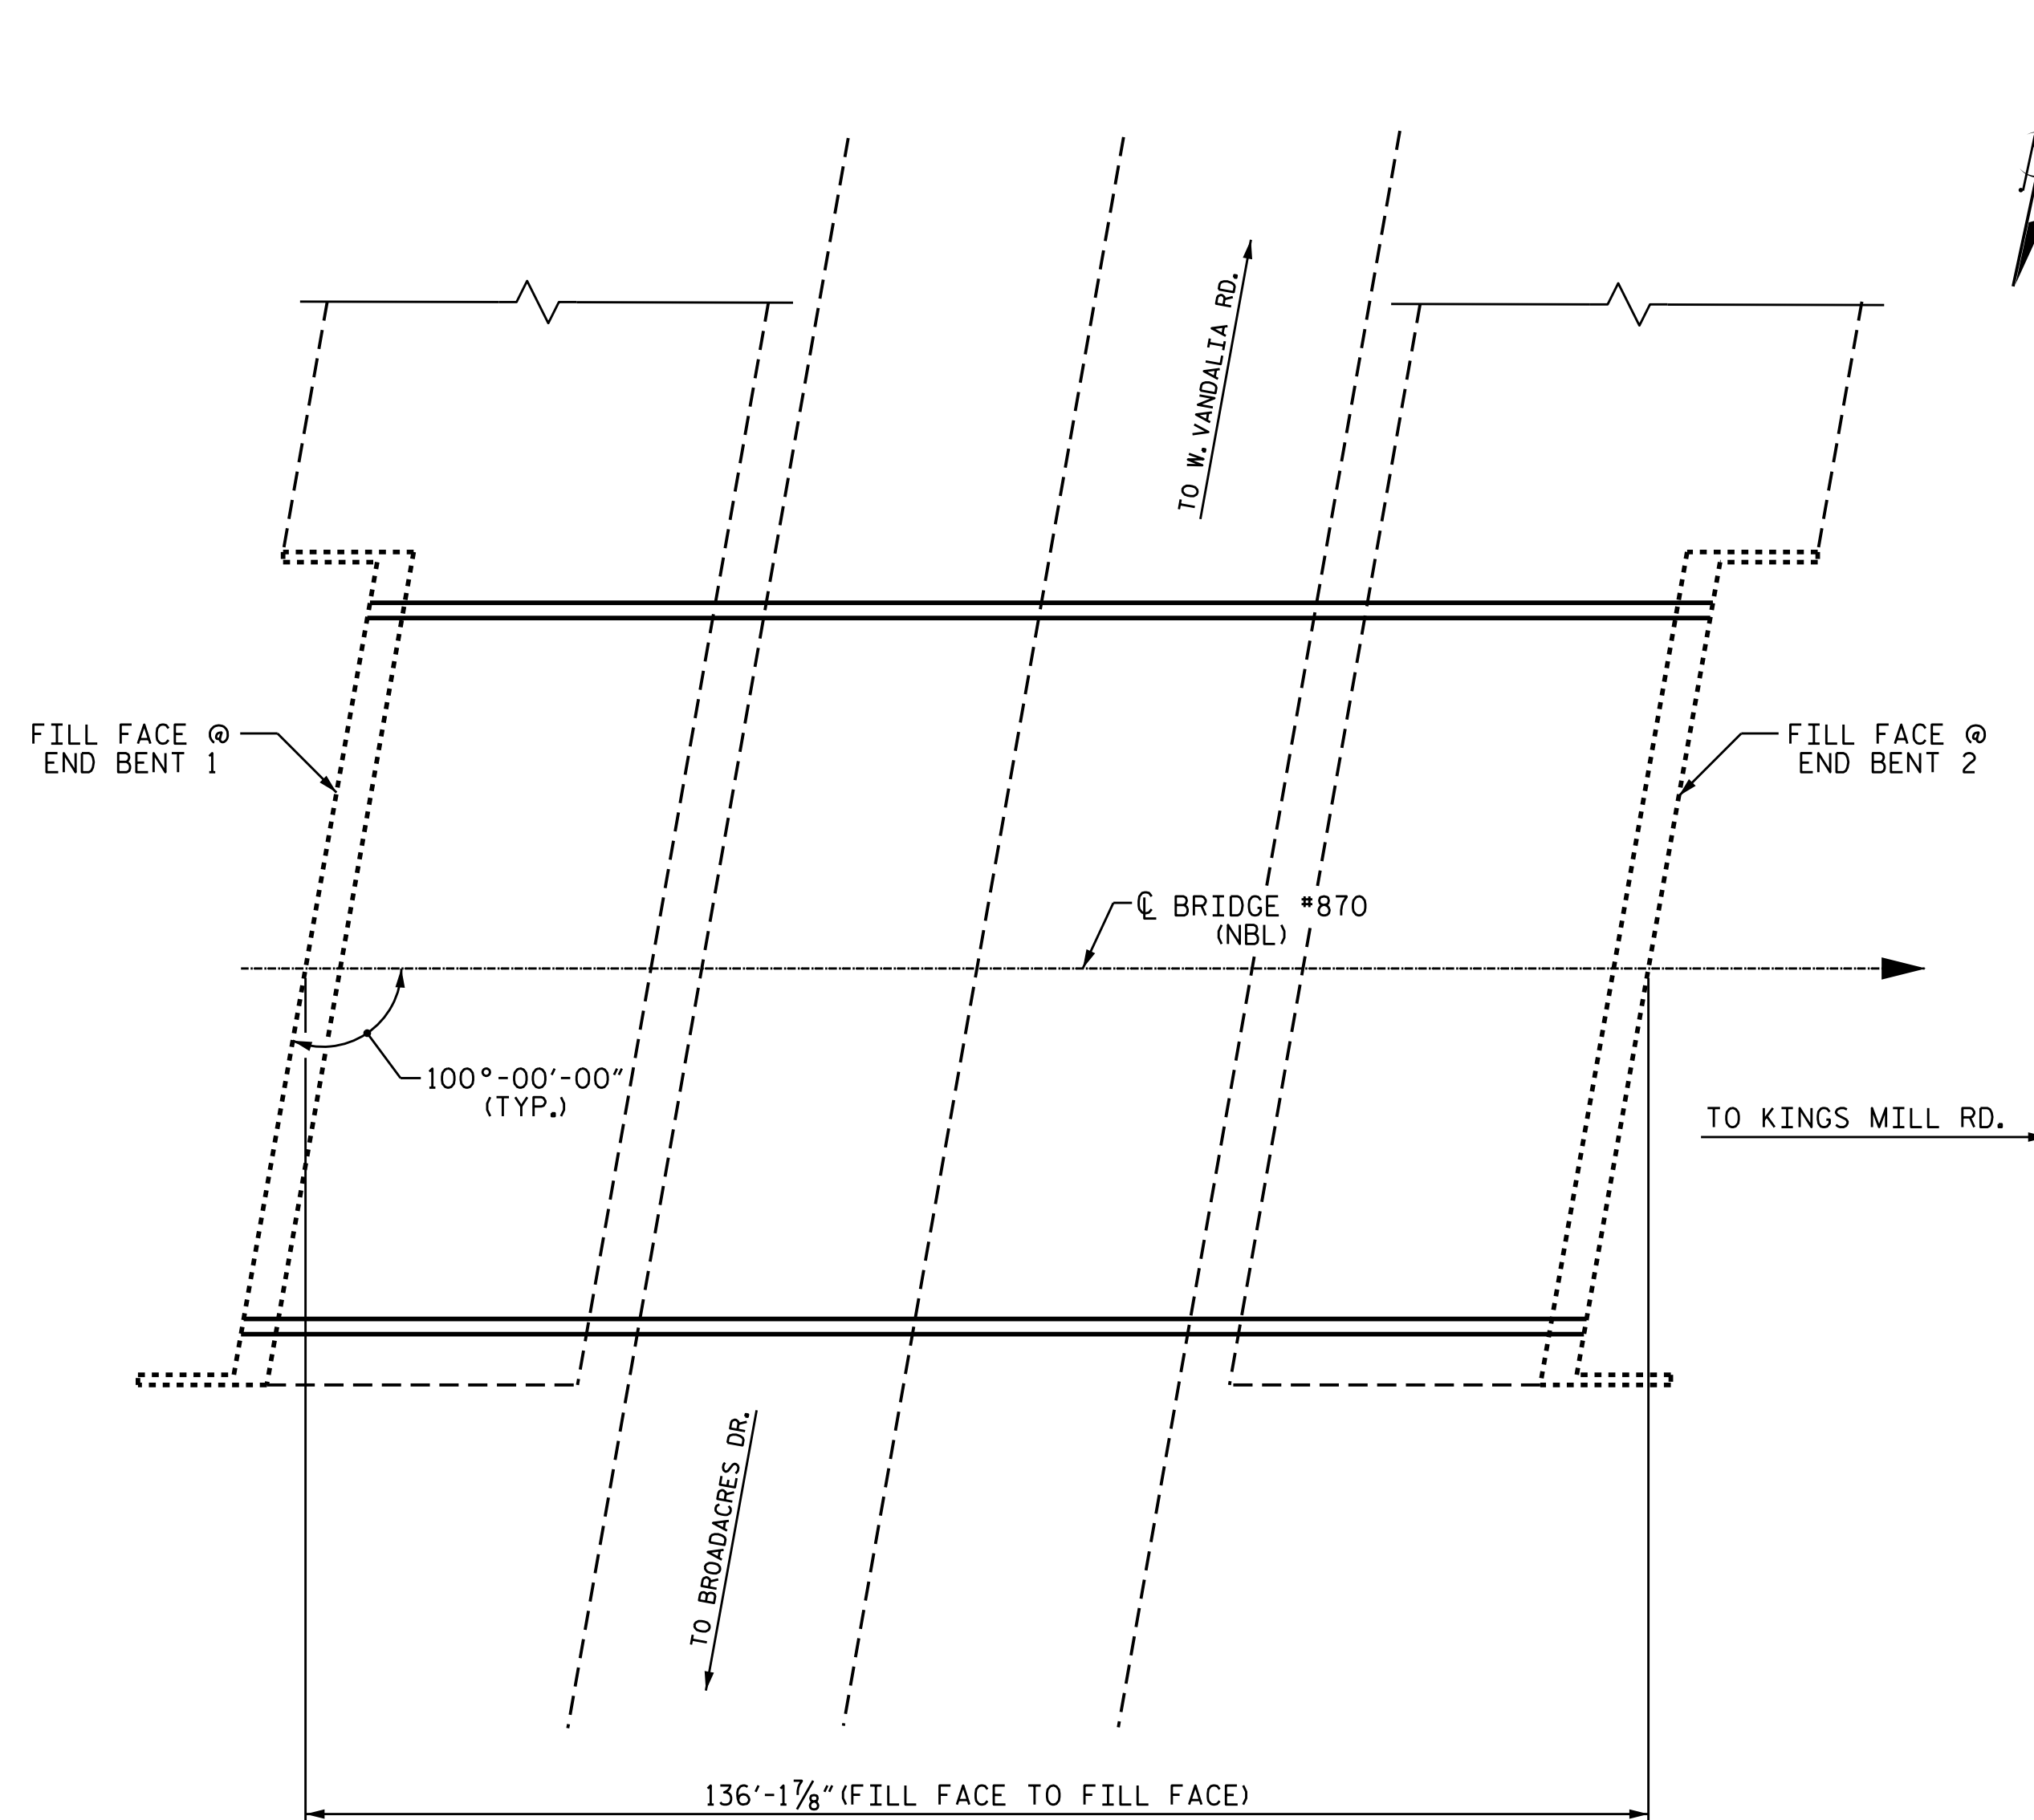 TO W. VANDALIA RD.
FILL FACE @
END BENT 1
FILL FACE @
END BENT 2
℄ BRIDGE #870
(NBL)
100°-00'-00"
(TYP.)
TO KINGS MILL RD.
TO BROADACRES DR.
136'-1⅞" (FILL FACE TO FILL FACE)